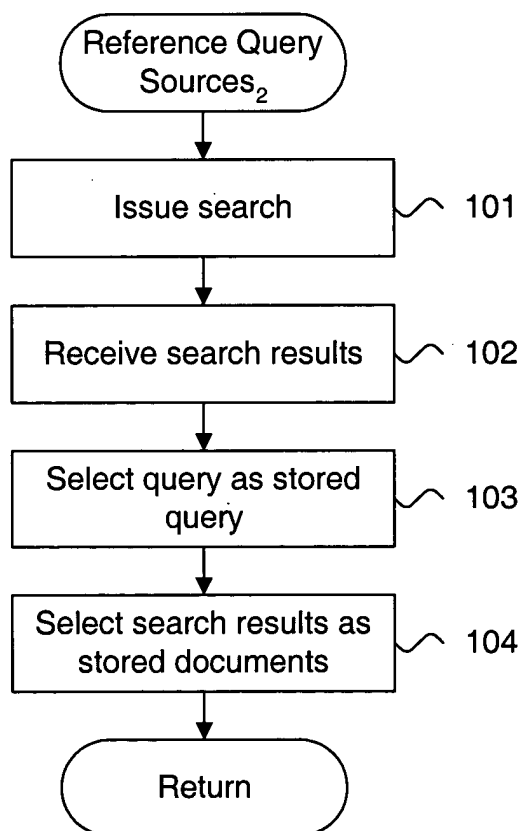 Reference Query
Sources₂
Issue search
101
Receive search results
102
Select query as stored
query
103
Select search results as
stored documents
104
Return